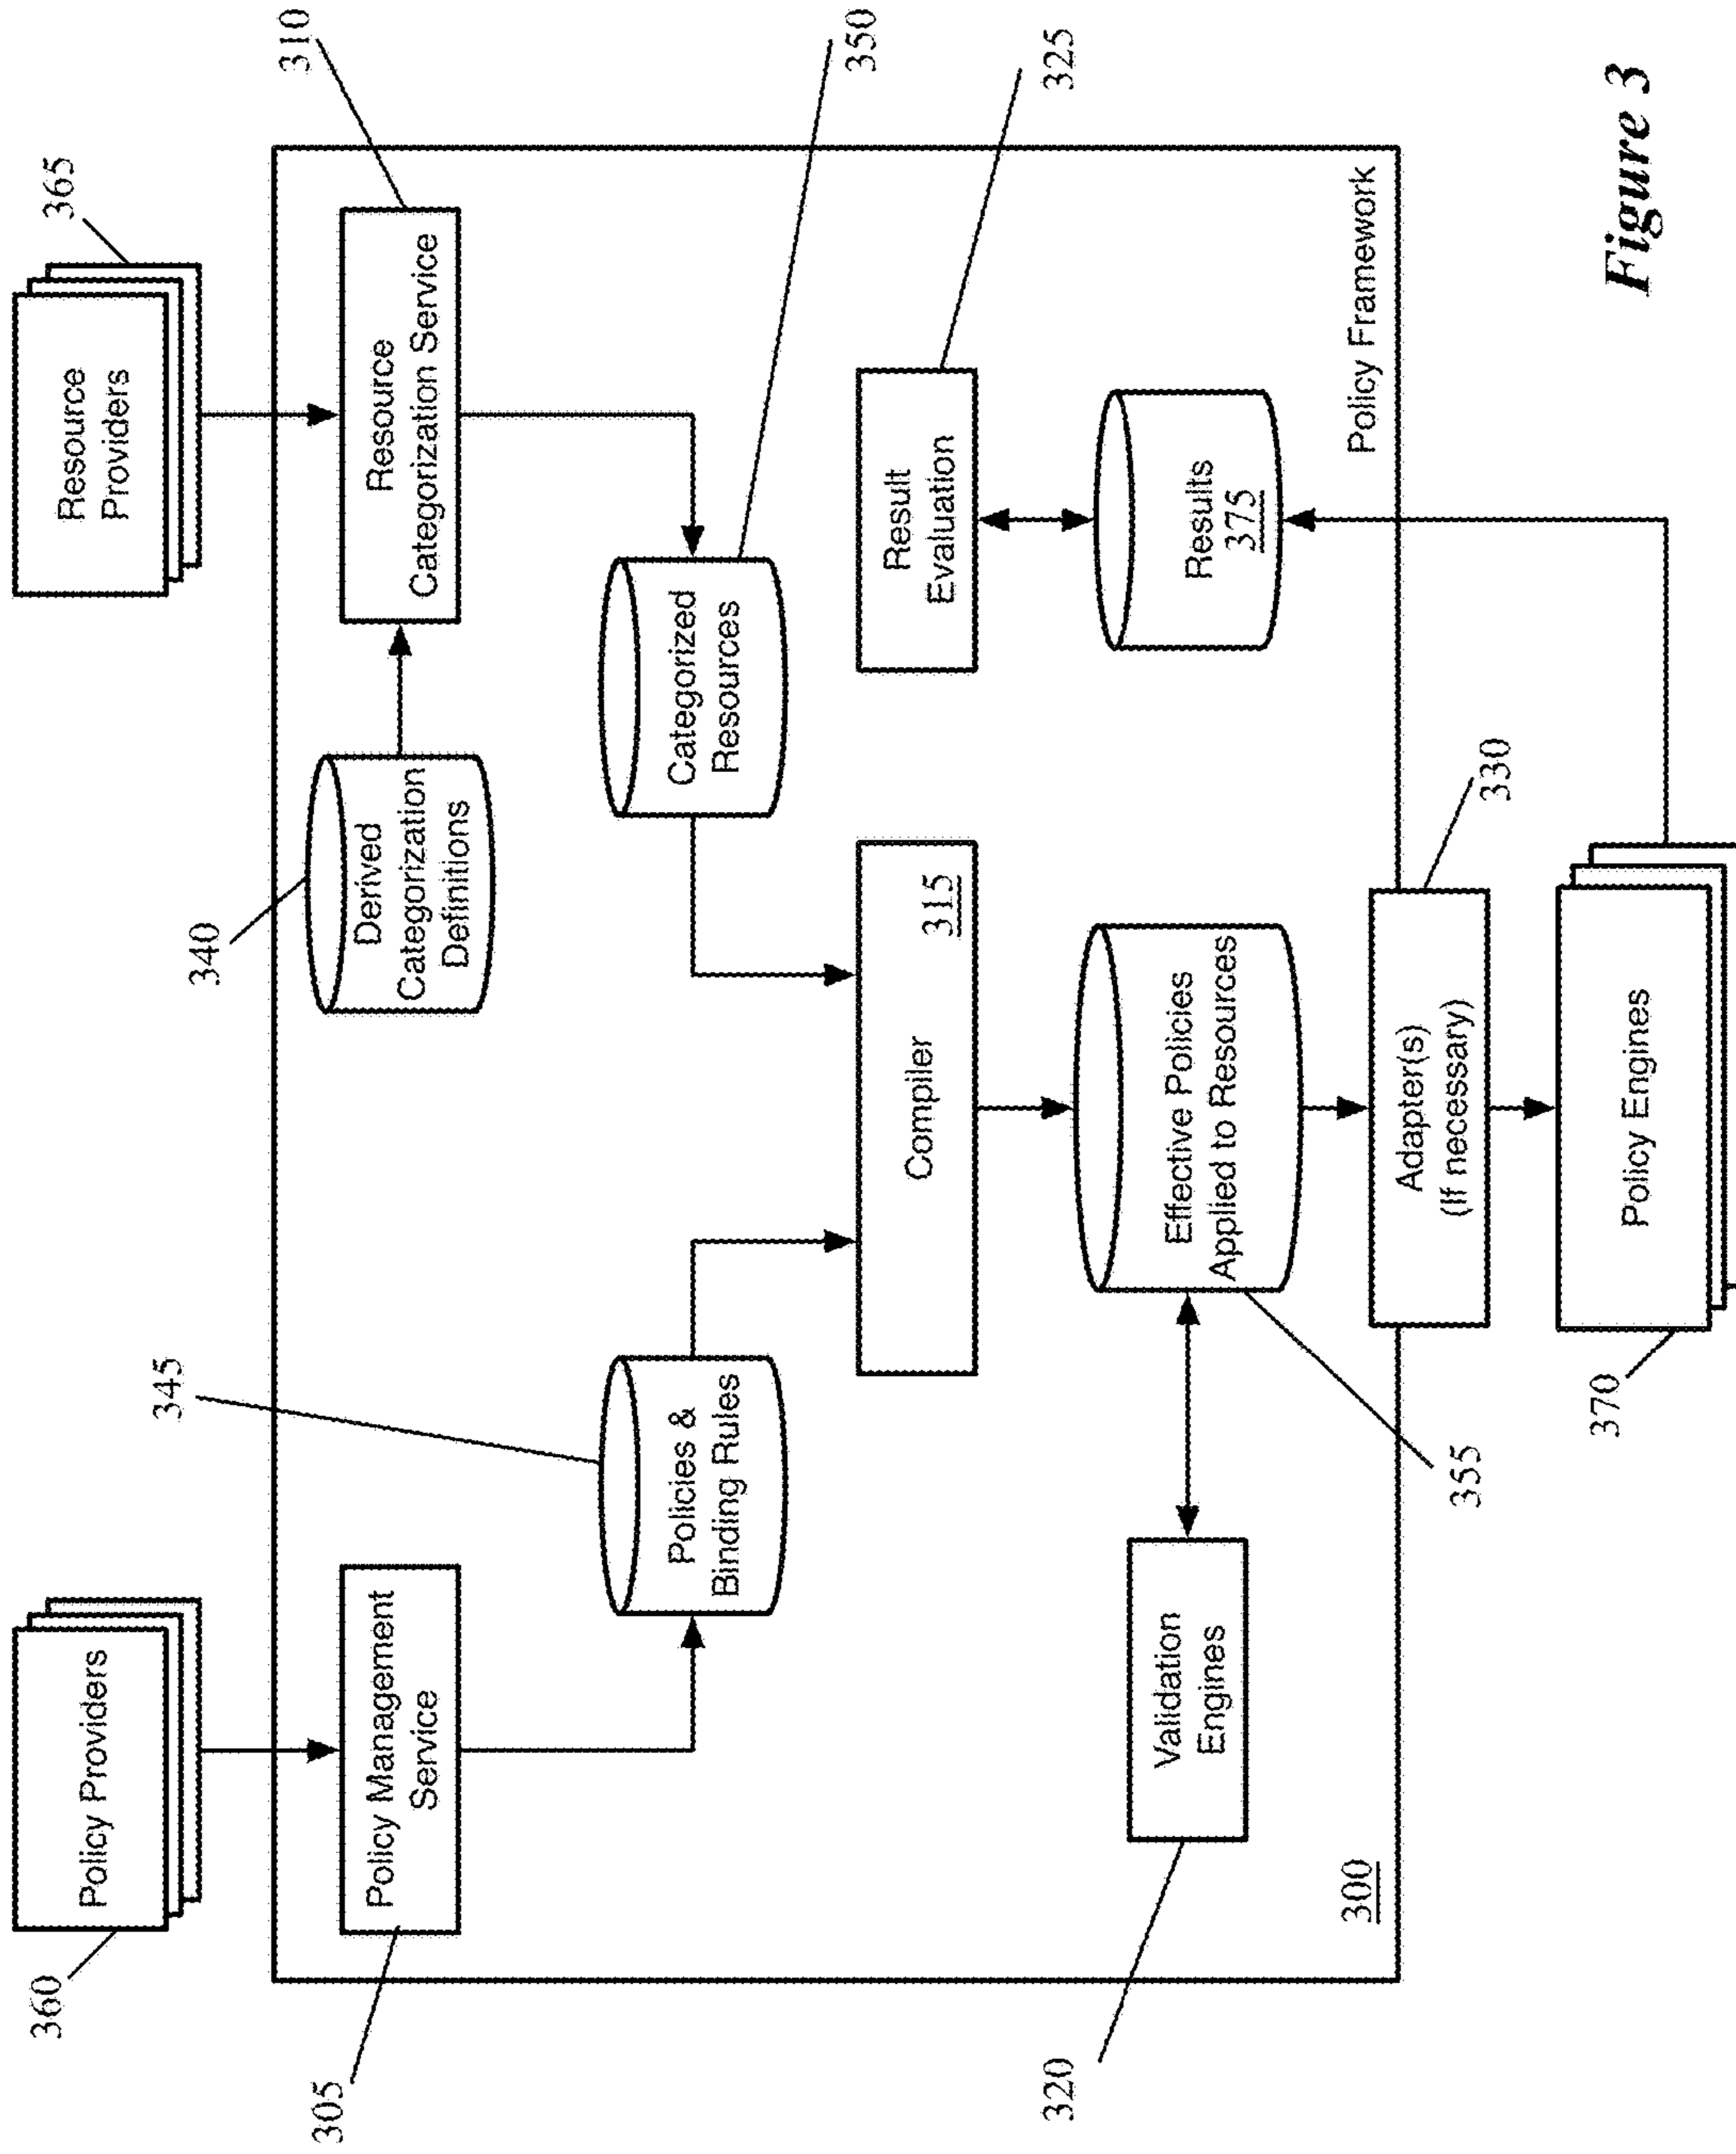 360
Policy Providers
Resource
Providers
365
305
Policy Management
Service
345
340
Derived
Categorization
Definitions
Resource
Categorization Service
310
Policies &
Binding Rules
Categorized
Resources
350
Compiler
315
Result
Evaluation
325
320
Validation
Engines
Effective Policies
Applied to Resources
355
Results
375
300
Policy Framework
Adapter(s)
(If necessary)
330
370
Policy Engines
Figure 3